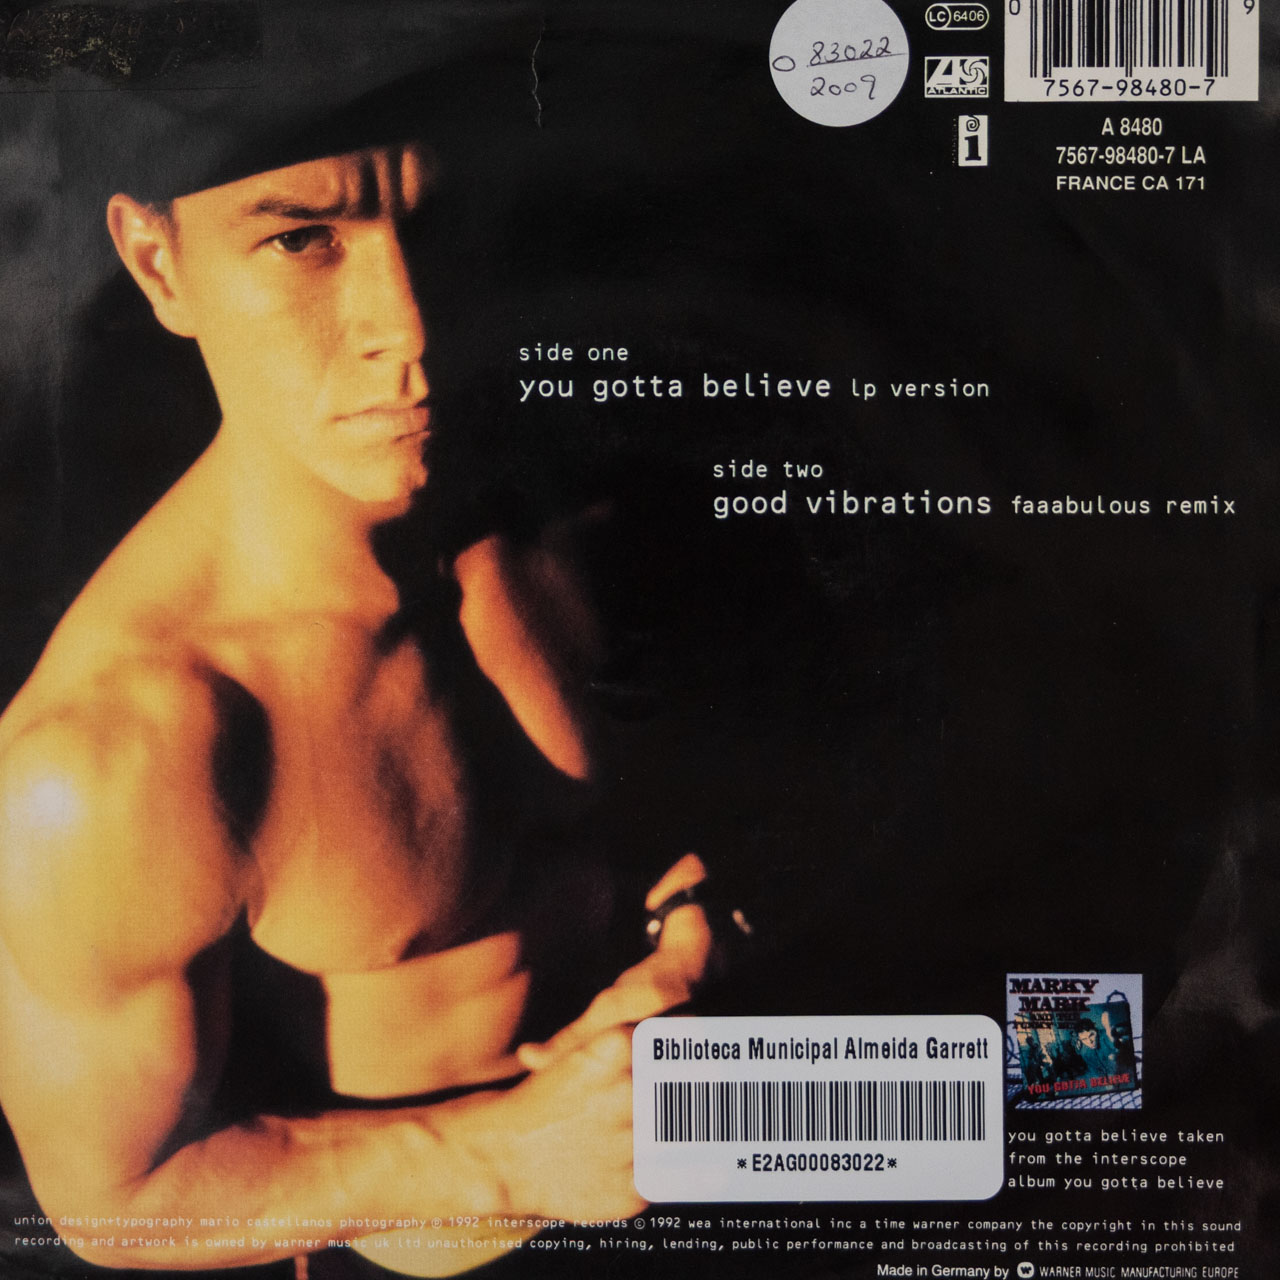 LC 6406
0 9
O 83022
2009
ATLANTIC
7567-98480-7
i
A 8480
7567-98480-7 LA
FRANCE CA 171
side one
you gotta believe lp version
side two
good vibrations faaabulous remix
MARKY
MARK
AND THE
FUNKY
YOU GOTTA BELIEVE
Biblioteca Municipal Almeida Garrett
*E2AG00083022*
you gotta believe taken
from the interscope
album you gotta believe
union design+typography mario castellanos photography ℗ 1992 interscope records © 1992 wea international inc a time warner company the copyright in this sound
recording and artwork is owned by warner music uk ltd unauthorised copying, hiring, lending, public performance and broadcasting of this recording prohibited
Made in Germany by WARNER MUSIC MANUFACTURING EUROPE